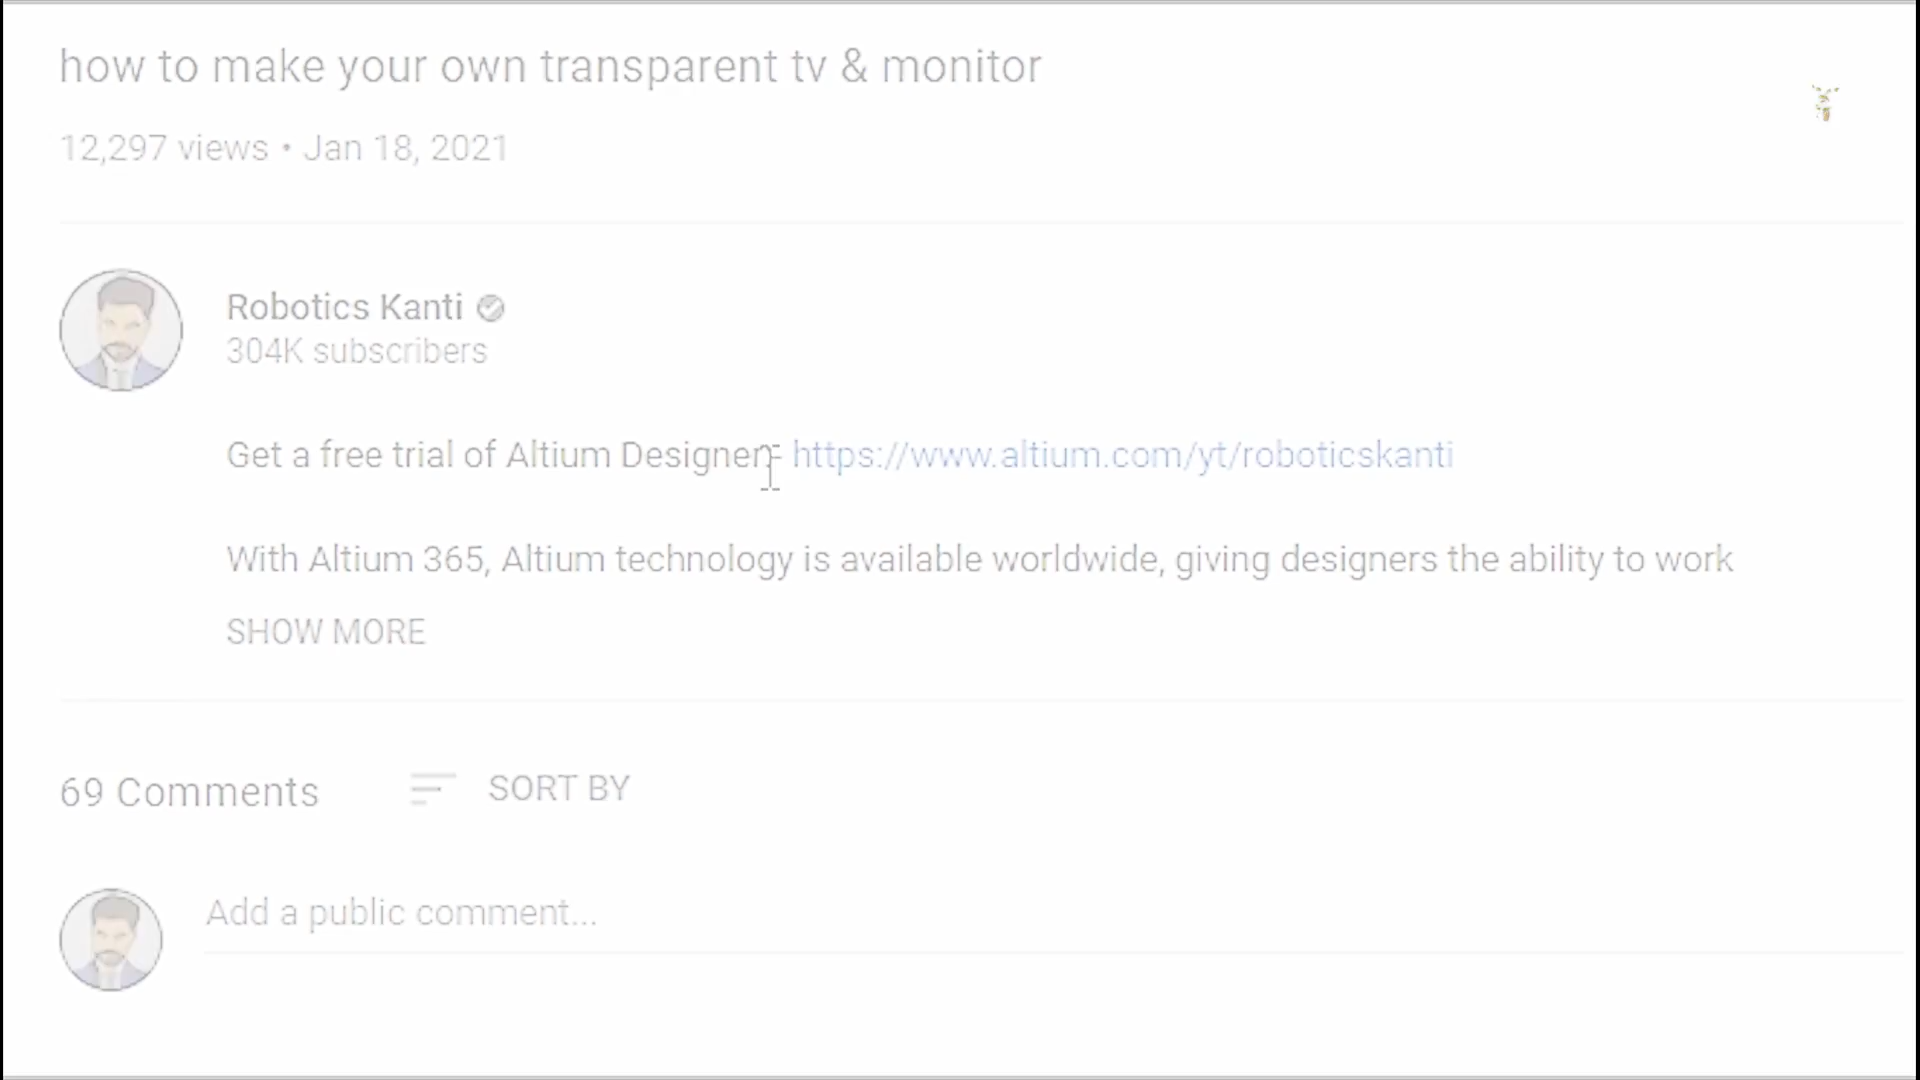 how to make your own transparent tv & monitor
12,297 views • Jan 18, 2021
Robotics Kanti
304K subscribers
Get a free trial of Altium Designer: https://www.altium.com/yt/roboticskanti
With Altium 365, Altium technology is available worldwide, giving designers the ability to work
SHOW MORE
69 Comments
SORT BY
Add a public comment...